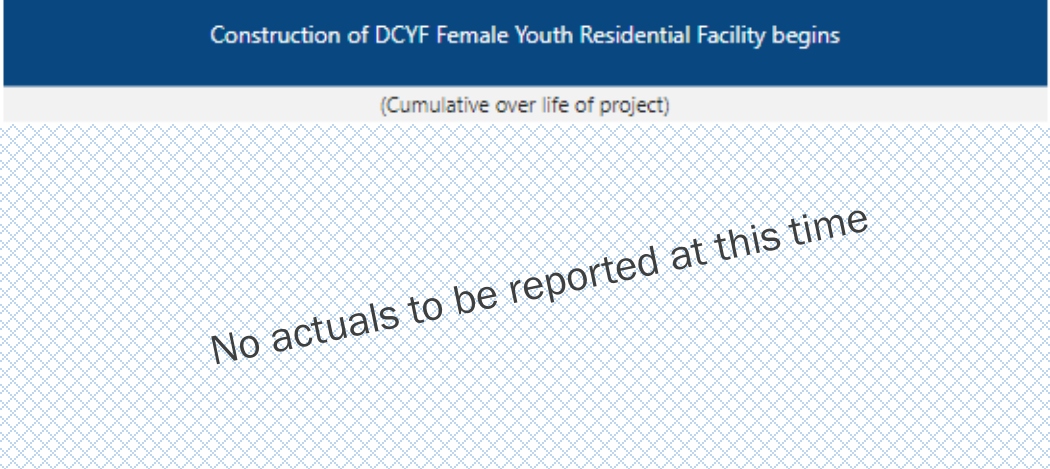 Construction of DCYF Female Youth Residential Facility begins
(Cumulative over life of project)
No actuals to be reported at this time